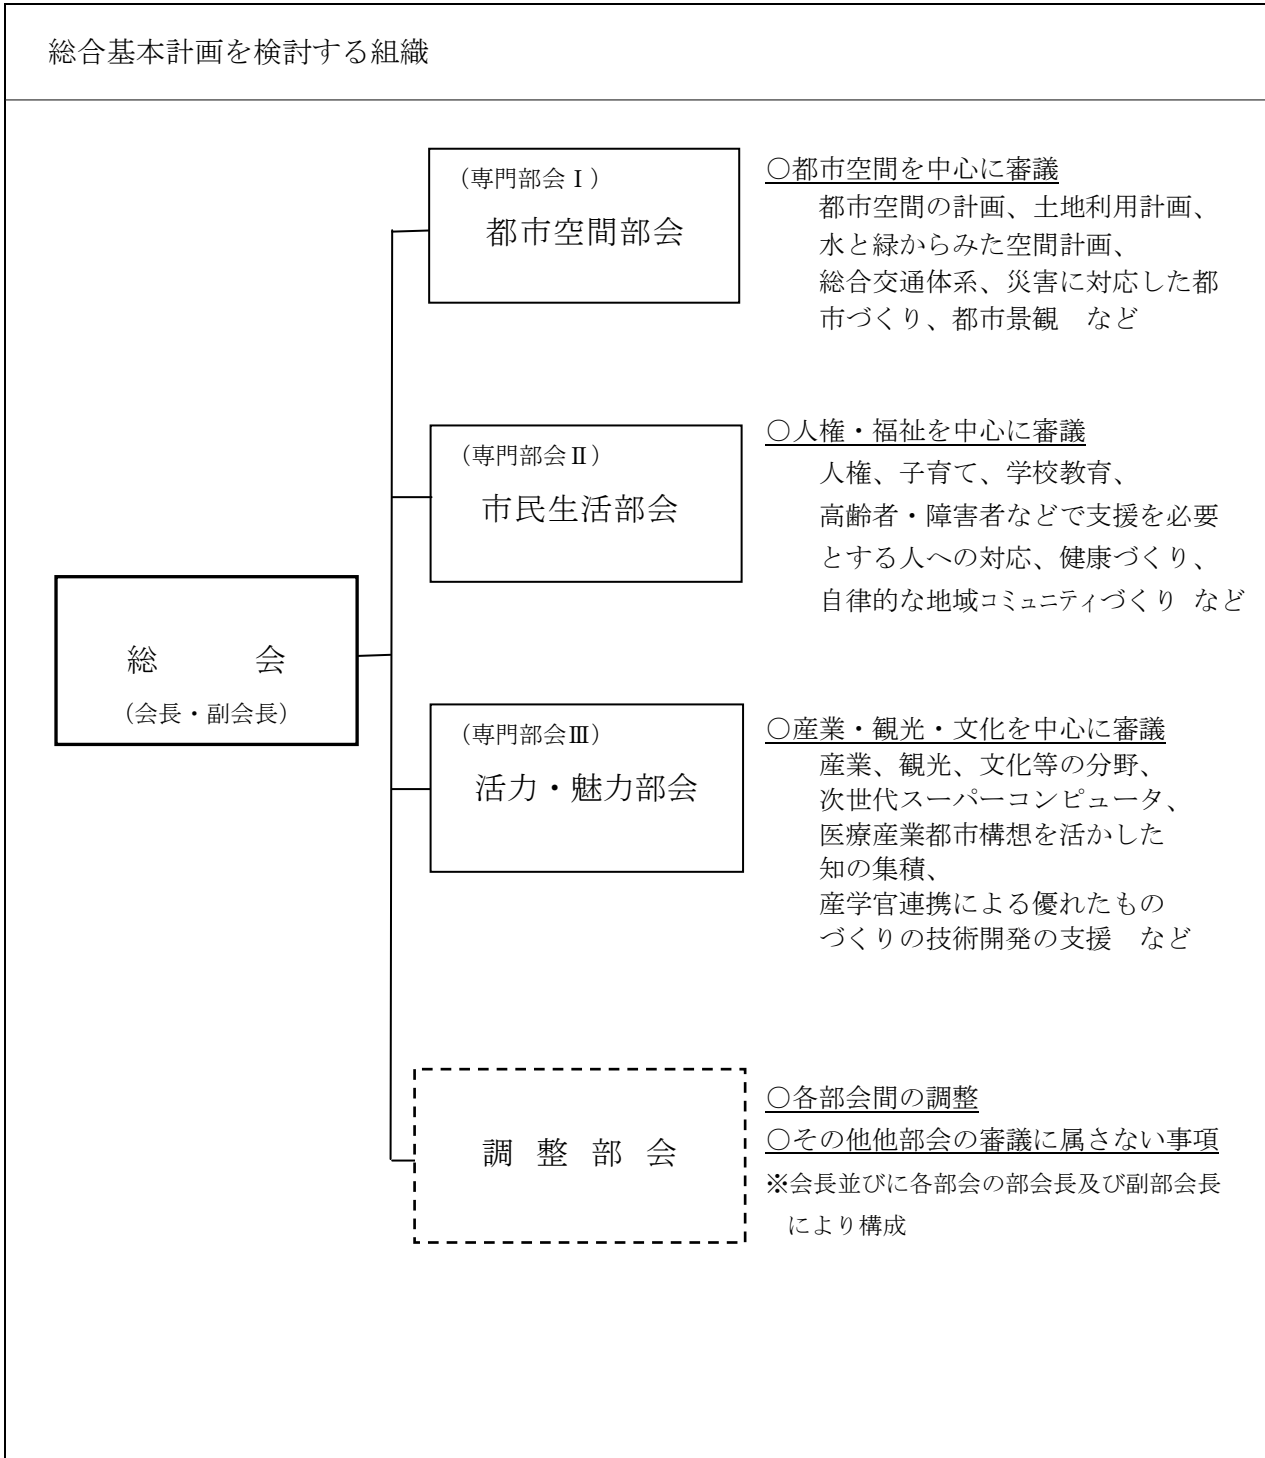 総合基本計画を検討する組織
（専門部会Ⅰ）
都市空間部会
○都市空間を中心に審議
都市空間の計画、土地利用計画、
水と緑からみた空間計画、
総合交通体系、災害に対応した都
市づくり、都市景観　など
（専門部会Ⅱ）
市民生活部会
○人権・福祉を中心に審議
人権、子育て、学校教育、
高齢者・障害者などで支援を必要
とする人への対応、健康づくり、
自律的な地域コミュニティづくり　など
総　　会
（会長・副会長）
（専門部会Ⅲ）
活力・魅力部会
○産業・観光・文化を中心に審議
産業、観光、文化等の分野、
次世代スーパーコンピュータ、
医療産業都市構想を活かした
知の集積、
産学官連携による優れたもの
づくりの技術開発の支援　など
調 整 部 会
○各部会間の調整
○その他他部会の審議に属さない事項
※会長並びに各部会の部会長及び副部会長
により構成